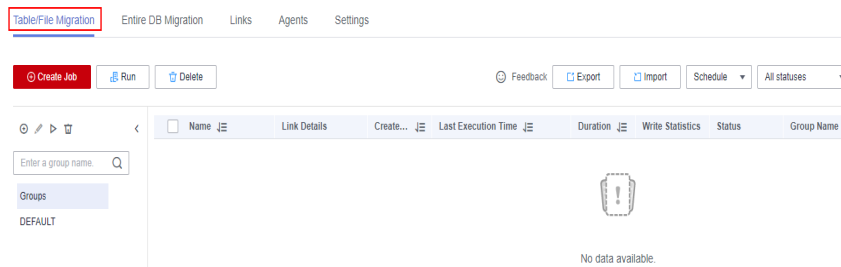 Table/File Migration Entire DB Migration Links Agents Settings
Create Job Run Delete Feedback Export Import Schedule All statuses
Name Link Details Create... Last Execution Time Duration Write Statistics Status Group Name
Enter a group name.
Groups
DEFAULT
No data available.